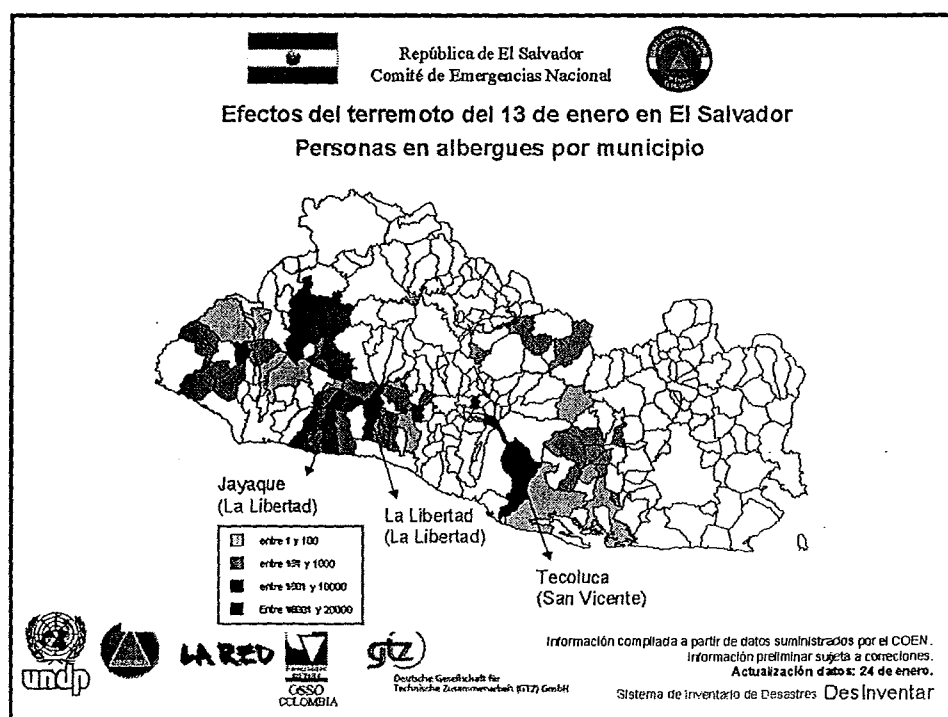 República de El Salvador
Comité de Emergencias Nacional
Efectos del terremoto del 13 de enero en El Salvador
Personas en albergues por municipio
Jayaque
(La Libertad)
La Libertad
(La Libertad)
Tecoluca
(San Vicente)
entre 1 y 100
entre 101 y 1000
entre 1001 y 10000
Entre 10001 y 20000
undp
LA RED
OSSO
COLOMBIA
gtz
Deutsche Gesellschaft für
Technische Zusammenarbeit (GTZ) GmbH
Información compilada a partir de datos suministrados por el COEN.
Información preliminar sujeta a correciones.
Actualización datos: 24 de enero.
Sistema de Inventario de Desastres DesInventar